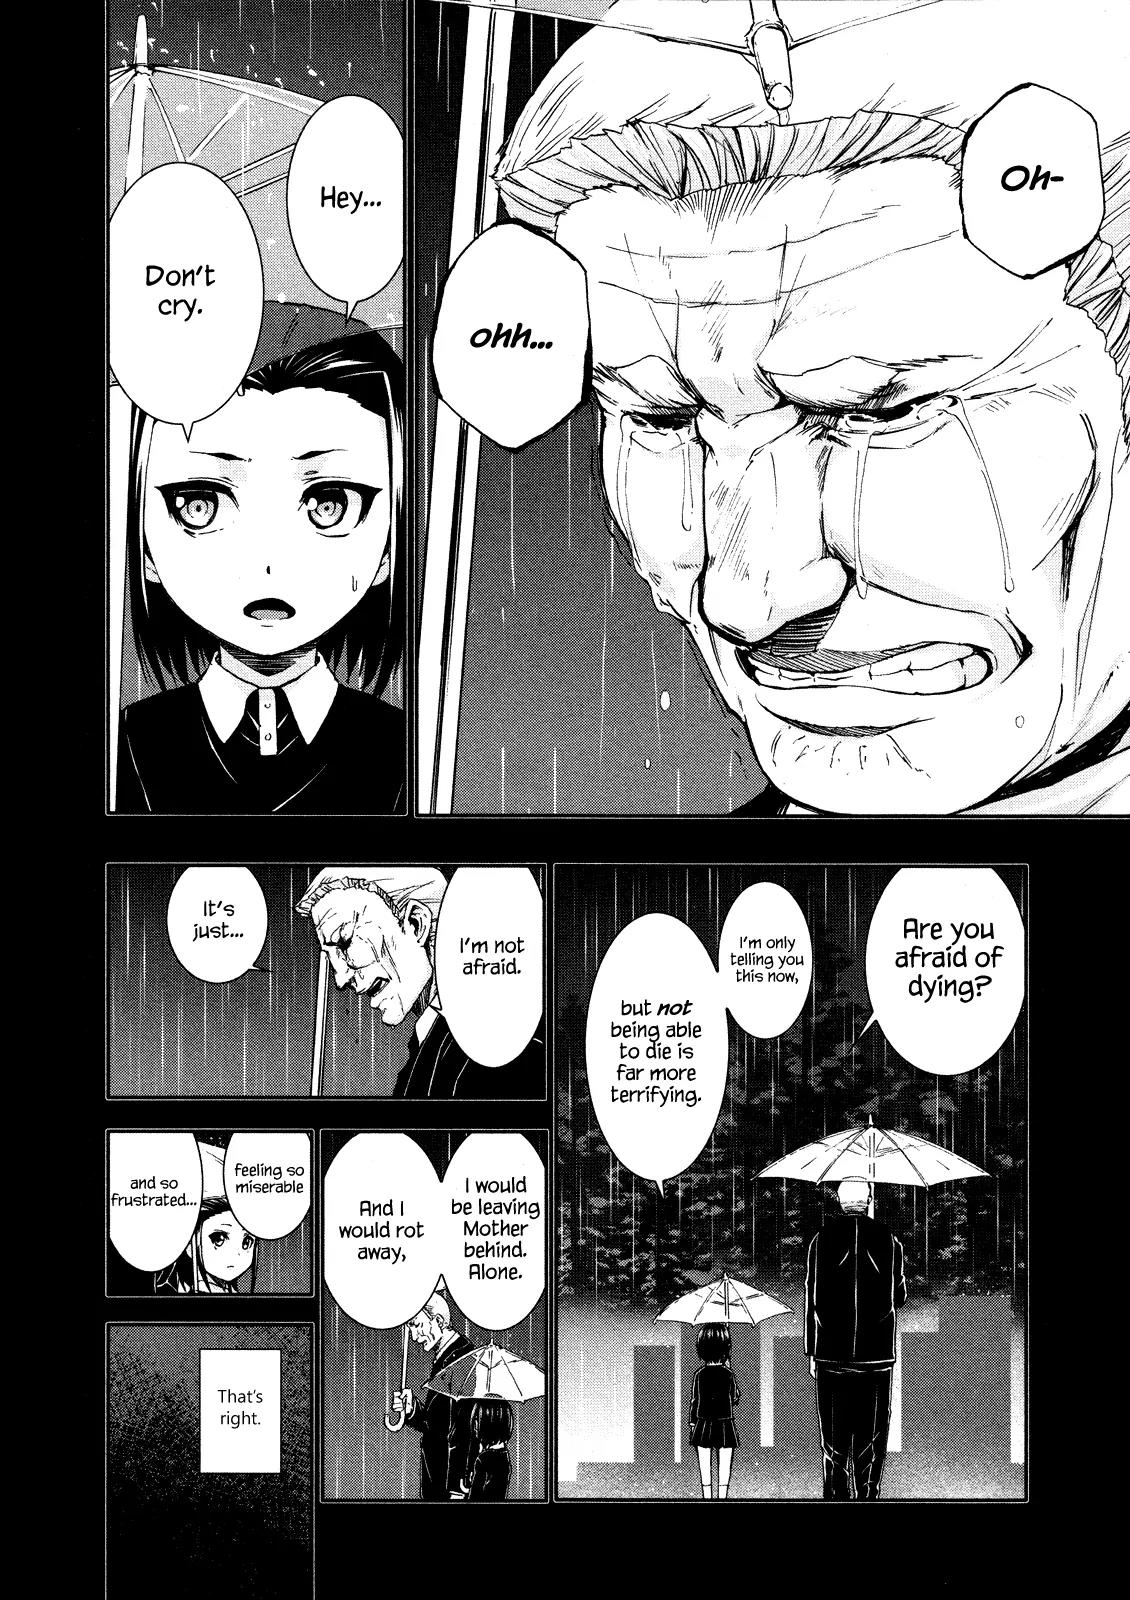 Oh-
ohh...
Hey...
Don't
cry.
Are you
afraid of
dying?
I'm only
telling you
this now,
but not
being able
to die is
far more
terrifying.
I'm not
afraid.
It's
just...
I would
be leaving
Mother
behind.
Alone.
And I
would rot
away,
feeling so
miserable
and so
frustrated...
That's
right.